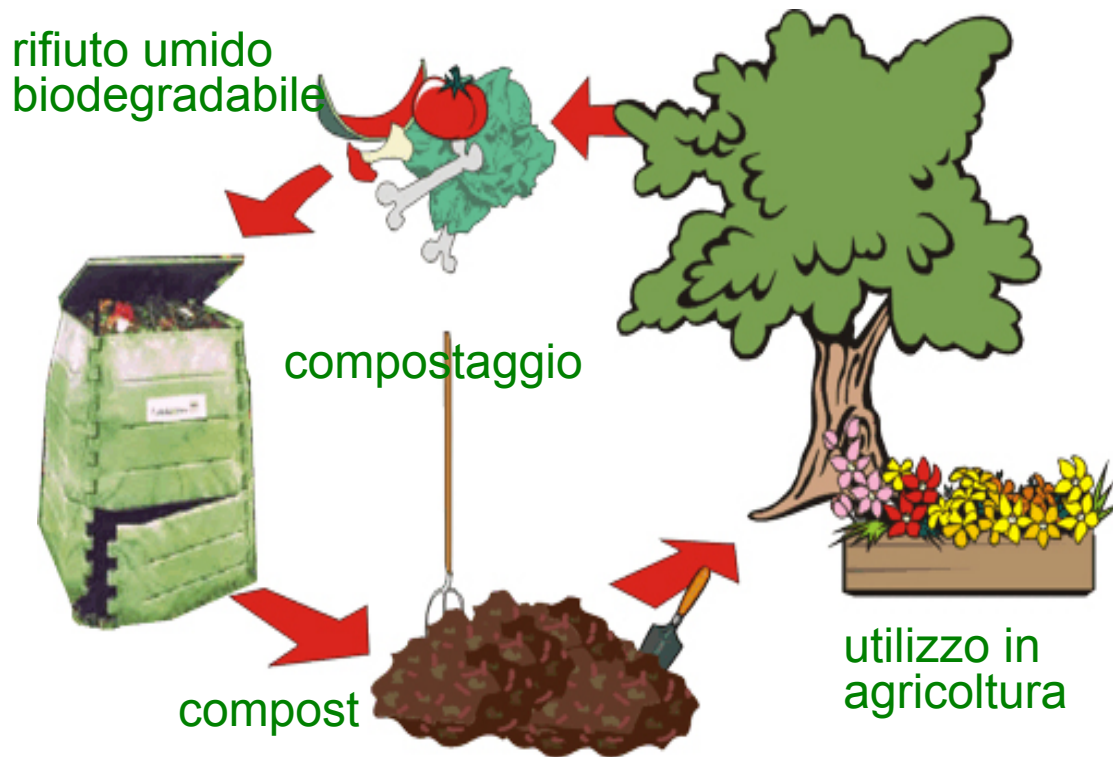 rifiuto umido
biodegradabile
compostaggio
compost
utilizzo in
agricoltura